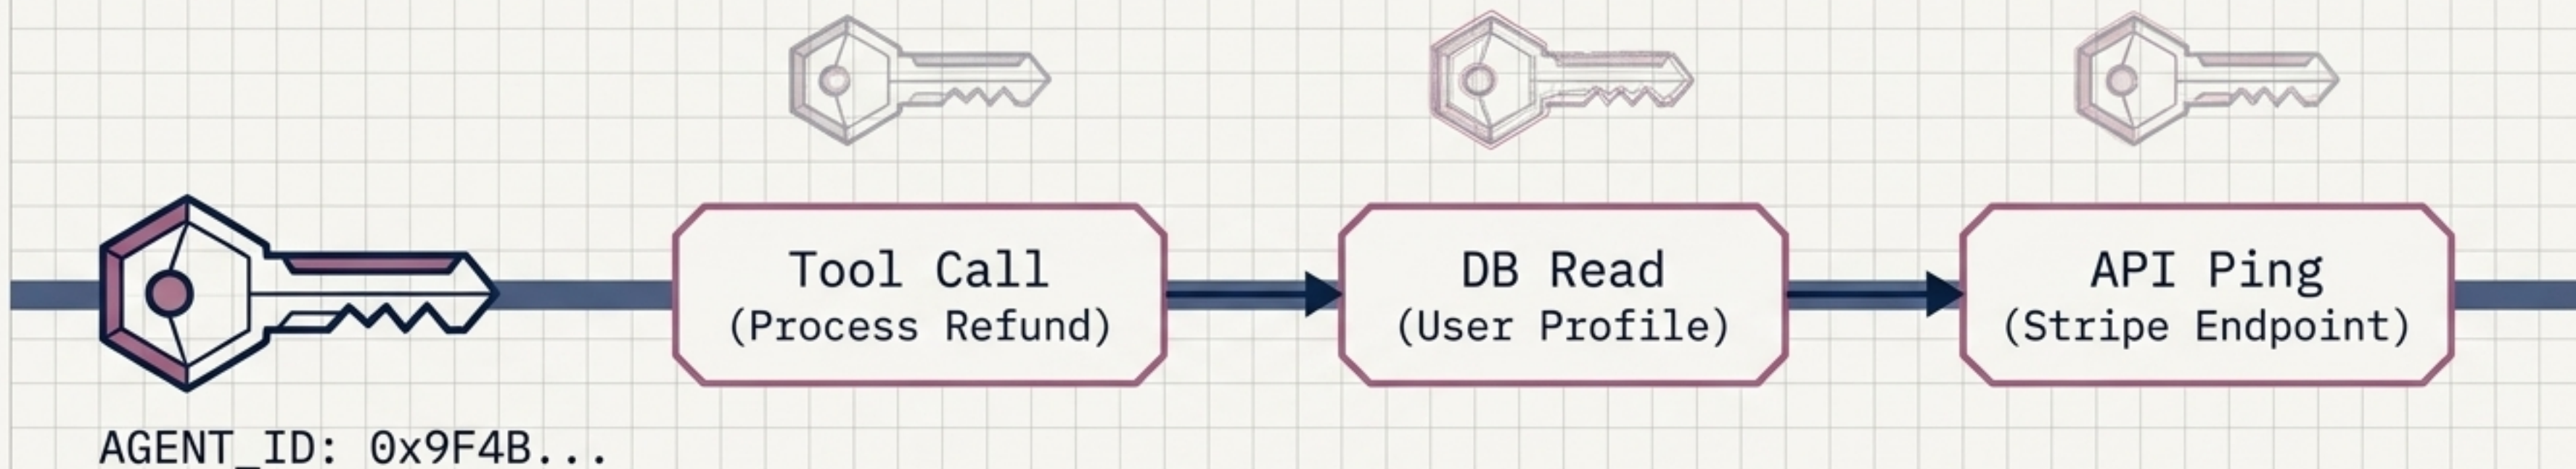 Tool Call
(Process Refund)
DB Read
(User Profile)
API Ping
(Stripe Endpoint)
AGENT_ID: 0x9F4B...